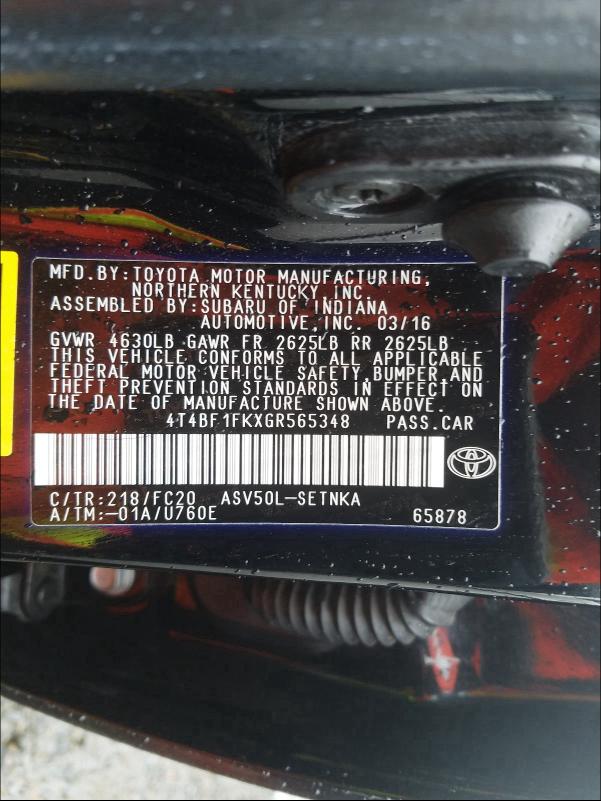 MFD.BY:TOYOTA MOTOR MANUFACTURING,
NORTHERN KENTUCKY,INC.
ASSEMBLED BY:SUBARU OF INDIANA
AUTOMOTIVE,INC. 03/16
GVWR 4630LB GAWR FR 2625LB RR 2625LB
THIS VEHICLE CONFORMS TO ALL APPLICABLE
FEDERAL MOTOR VEHICLE SAFETY,BUMPER AND
THEFT PREVENTION STANDARDS IN EFFECT ON
THE DATE OF MANUFACTURE SHOWN ABOVE.
4T4BF1FKXGR565348 PASS.CAR
C/TR:218/FC20 ASV50L-SETNKA
A/TM:-01A/U760E 65878